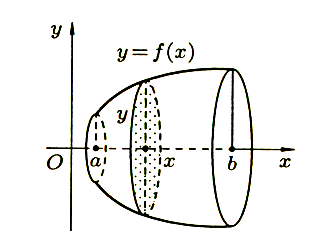 y
y=f(x)
y
O a x b x